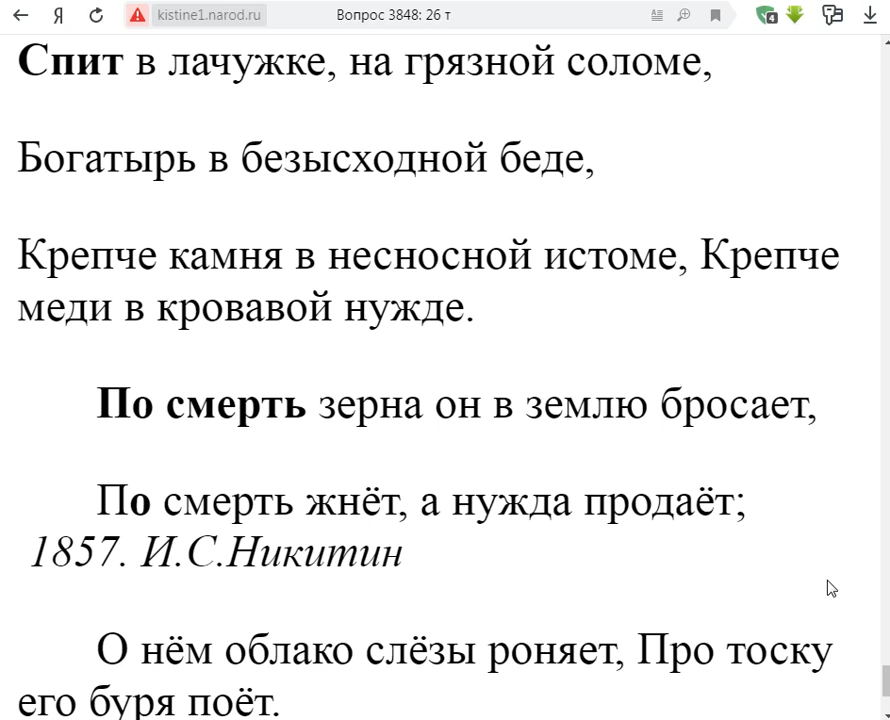 Я kistine1.narod.ru Вопрос 3848: 26 т 4
Спит в лачужке, на грязной соломе,
Богатырь в безысходной беде,
Крепче камня в несносной истоме, Крепче
меди в кровавой нужде.
По смерть зерна он в землю бросает,
По смерть жнёт, а нужда продаёт;
1857. И.С.Никитин
О нём облако слёзы роняет, Про тоску
его буря поёт.